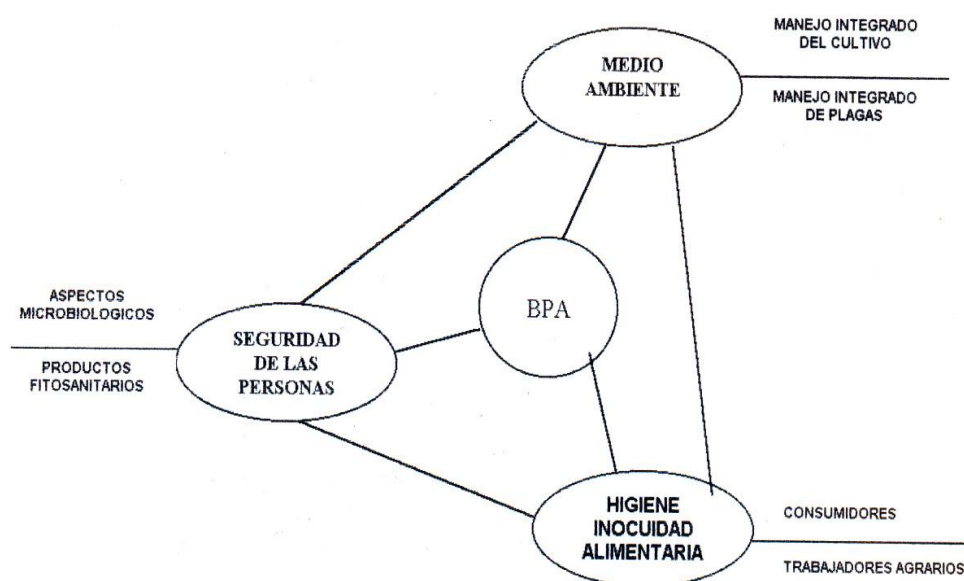 MANEJO INTEGRADO
DEL CULTIVO
MEDIO
AMBIENTE
MANEJO INTEGRADO
DE PLAGAS
BPA
ASPECTOS
MICROBIOLOGICOS
SEGURIDAD
DE LAS
PERSONAS
PRODUCTOS
FITOSANITARIOS
HIGIENE
INOCUIDAD
ALIMENTARIA
CONSUMIDORES
TRABAJADORES AGRARIOS